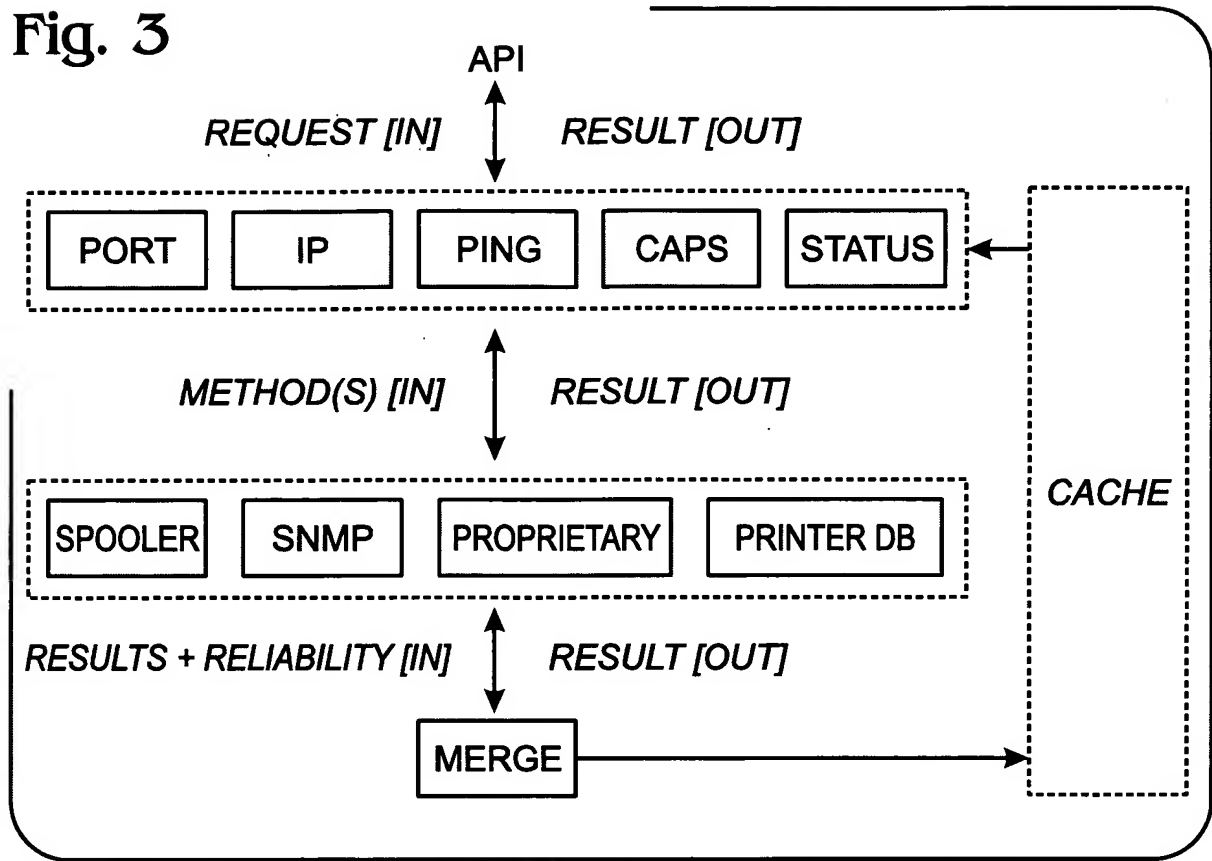 Fig. 3
API
REQUEST [IN] RESULT [OUT]
PORT IP PING CAPS STATUS
METHOD(S) [IN] RESULT [OUT]
CACHE
SPOOLER SNMP PROPRIETARY PRINTER DB
RESULTS + RELIABILITY [IN] RESULT [OUT]
MERGE